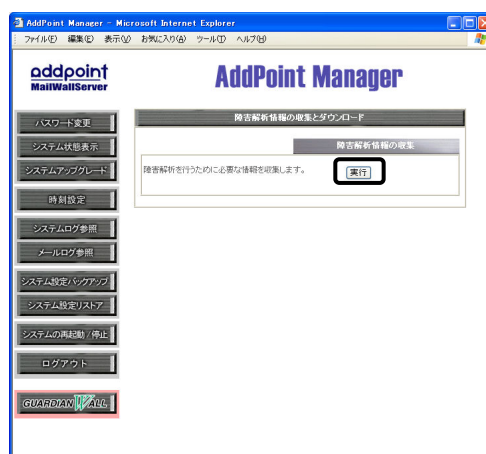 AddPoint Manager - Microsoft Internet Explorer
ファイル(F) 編集(E) 表示(V) お気に入り(A) ツール(T) ヘルプ(H)
addpoint
MailWallServer
AddPoint Manager
パスワード変更
システム状態表示
システムアップグレード
時刻設定
システムログ参照
メールログ参照
システム設定バックアップ
システム設定リストア
システムの再起動/停止
ログアウト
GUARDIAN WALL
障害解析情報の収集とダウンロード
障害解析情報の収集
障害解析を行うために必要な情報を収集します。
実行